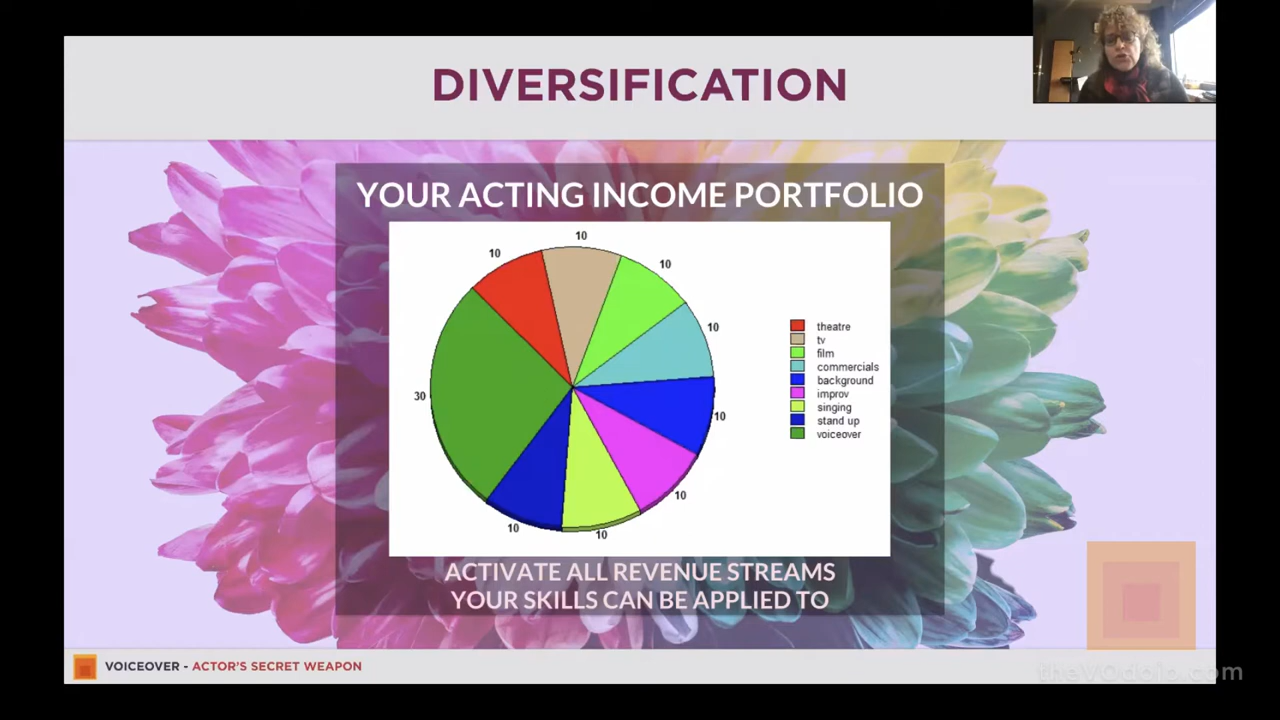 DIVERSIFICATION
YOUR ACTING INCOME PORTFOLIO
10
10
10
10
10
10
10
10
30
theatre
tv
film
commercials
background
improv
singing
stand up
voiceover
ACTIVATE ALL REVENUE STREAMS
YOUR SKILLS CAN BE APPLIED TO
VOICEOVER - ACTOR'S SECRET WEAPON
theVOdojo.com